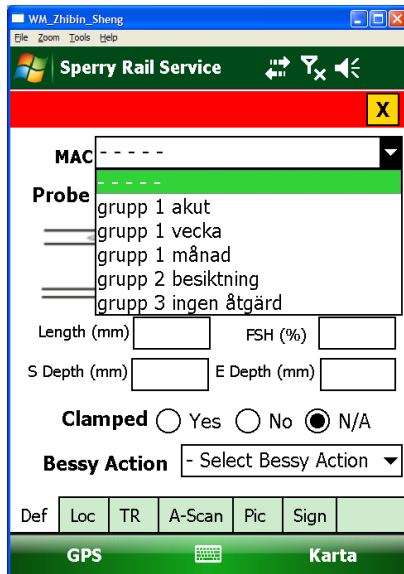 WM_Zhibin_Sheng
File Zoom Tools Help
Sperry Rail Service
X
MAC - - - - -
- - - - -
Probe
grupp 1 akut
grupp 1 vecka
grupp 1 månad
grupp 2 besiktning
grupp 3 ingen åtgärd
Length (mm) FSH (%)
S Depth (mm) E Depth (mm)
Clamped Yes No N/A
Bessy Action - Select Bessy Action
Def Loc TR A-Scan Pic Sign
GPS Karta